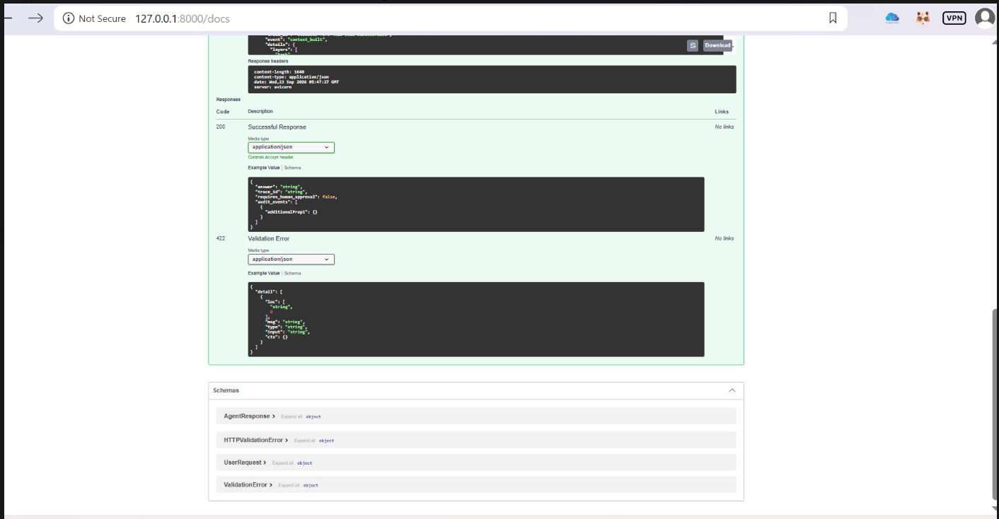 Not Secure 127.0.0.1:8000/docs
VPN
"event": "context_built",
"details": {
"layers": [
Download
Response headers
content-length: 1640
content-type: application/json
date: Wed,23 Sep 2026 05:47:27 GMT
server: uvicorn
Responses
Code Description Links
200 Successful Response No links
Media type
application/json
Controls Accept header.
Example Value | Schema
{
"answer": "string",
"trace_id": "string",
"requires_human_approval": false,
"audit_events": [
{
"additionalProp1": {}
}
]
}
422 Validation Error No links
Media type
application/json
Example Value | Schema
{
"detail": [
{
"loc": [
"string",
0
],
"msg": "string",
"type": "string",
"input": "string",
"ctx": {}
}
]
}
Schemas
AgentResponse > Expand all object
HTTPValidationError > Expand all object
UserRequest > Expand all object
ValidationError > Expand all object